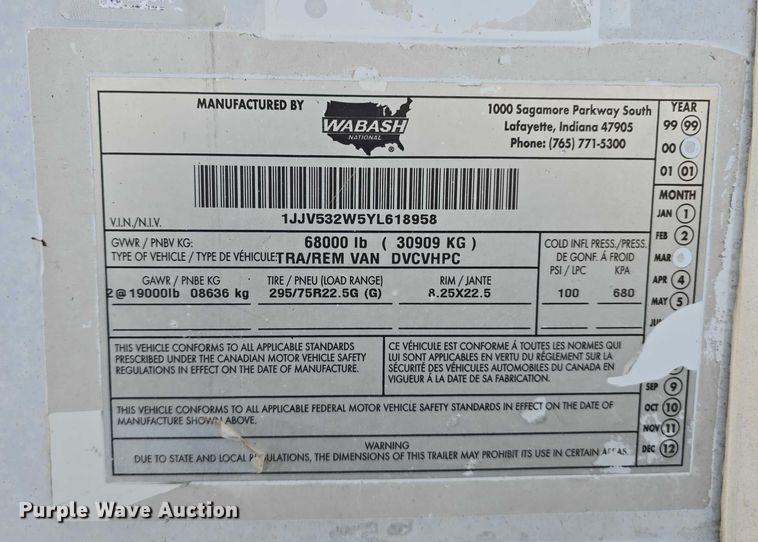 MANUFACTURED BY
WABASH
NATIONAL
®
1000 Sagamore Parkway South
Lafayette, Indiana 47905
Phone: (765) 771-5300
YEAR
99 99
00
01 01
MONTH
JAN 1
FEB 2
MAR
APR 4
MAY 5
SEP 9
OCT 10
NOV 11
DEC 12
V.I.N./N.I.V.
1JJV532W5YL618958
GVWR / PNBV KG: 68000 lb ( 30909 KG )
TYPE OF VEHICLE / TYPE DE VÉHICULE: TRA/REM VAN DVCVHPC
COLD INFL PRESS./PRESS.
DE GONF. Á FROID
PSI / LPC KPA
GAWR / PNBE KG TIRE / PNEU (LOAD RANGE) RIM / JANTE
2@19000lb 08636 kg 295/75R22.5G (G) 8.25X22.5 100 680
THIS VEHICLE CONFORMS TO ALL APPLICABLE STANDARDS
PRESCRIBED UNDER THE CANADIAN MOTOR VEHICLE SAFETY
REGULATIONS IN EFFECT ON THE DATE OF MANUFACTURE.
CE VÉHICULE EST CONFORME Á TOUTES LES NORMES QUI
LUI SONT APPLICABLES EN VERTU DU RÉGLEMENT SUR LA
SÉCURITÉ DES VÉHICULES AUTOMOBILES DU CANADA EN
VIGUEUR Á LA DATE DE SA FABRICATION.
THIS VEHICLE CONFORMS TO ALL APPLICABLE FEDERAL MOTOR VEHICLE SAFETY STANDARDS IN EFFECT ON THE DATE OF
MANUFACTURE SHOWN ABOVE.
WARNING
DUE TO STATE AND LOCAL REGULATIONS, THE DIMENSIONS OF THIS TRAILER MAY PROHIBIT ITS USE IN CERTAIN AREAS.
Purple Wave Auction